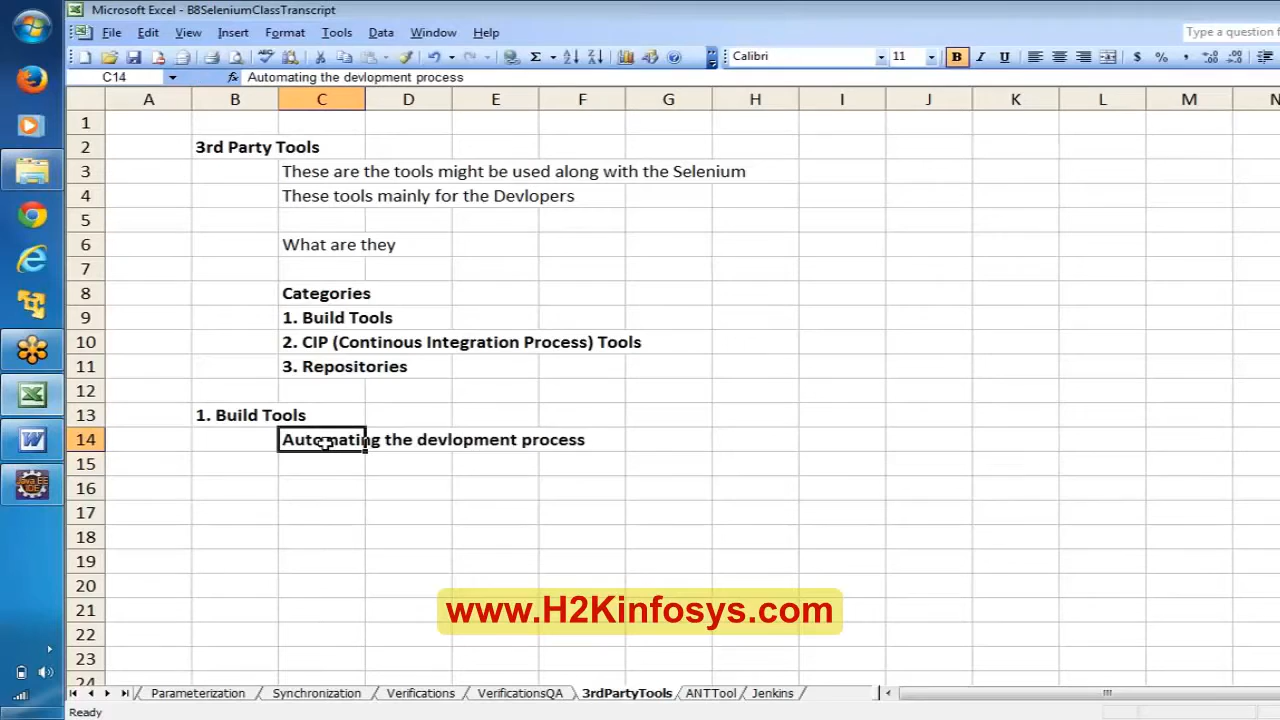 Microsoft Excel - B8SeleniumClassTranscript
File Edit View Insert Format Tools Data Window Help
Type a question f
Calibri 11 B I U
C14 fx Automating the devlopment process
A B C D E F G H I J K L M N
1
2 3rd Party Tools
3 These are the tools might be used along with the Selenium
4 These tools mainly for the Devlopers
5
6 What are they
7
8 Categories
9 1. Build Tools
10 2. CIP (Continous Integration Process) Tools
11 3. Repositories
12
13 1. Build Tools
14 Automating the devlopment process
15
16
17
18
19
20
21
22
23
24
www.H2Kinfosys.com
Parameterization Synchronization Verifications VerificationsQA 3rdPartyTools ANTTool Jenkins
Ready